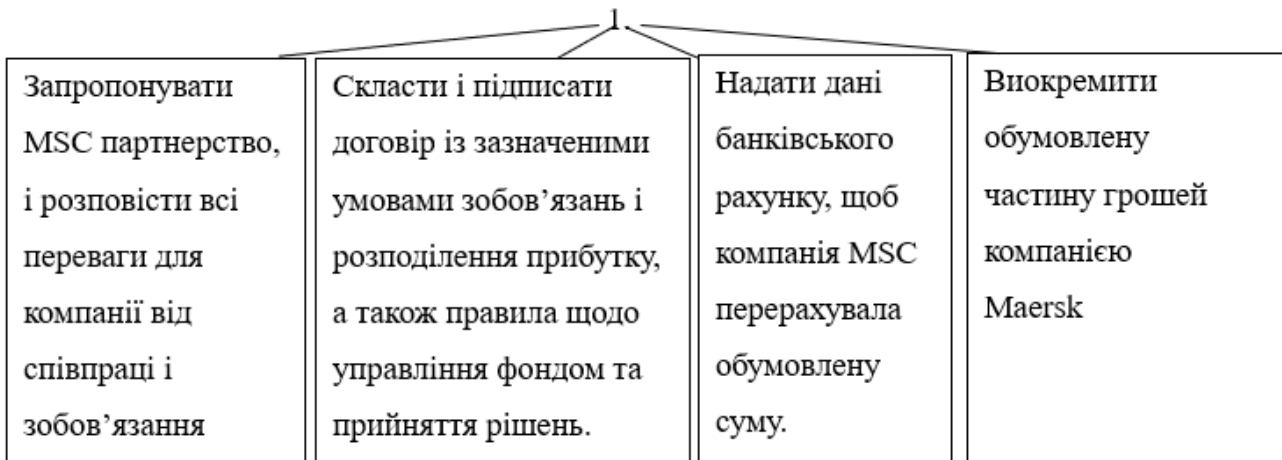 1.
Запропонувати
MSC партнерство,
і розповісти всі
переваги для
компанії від
співпраці і
зобов’язання
Скласти і підписати
договір із зазначеними
умовами зобов’язань і
розподілення прибутку,
а також правила щодо
управління фондом та
прийняття рішень.
Надати дані
банківського
рахунку, щоб
компанія MSC
перерахувала
обумовлену
суму.
Виокремити
обумовлену
частину грошей
компанією
Maersk